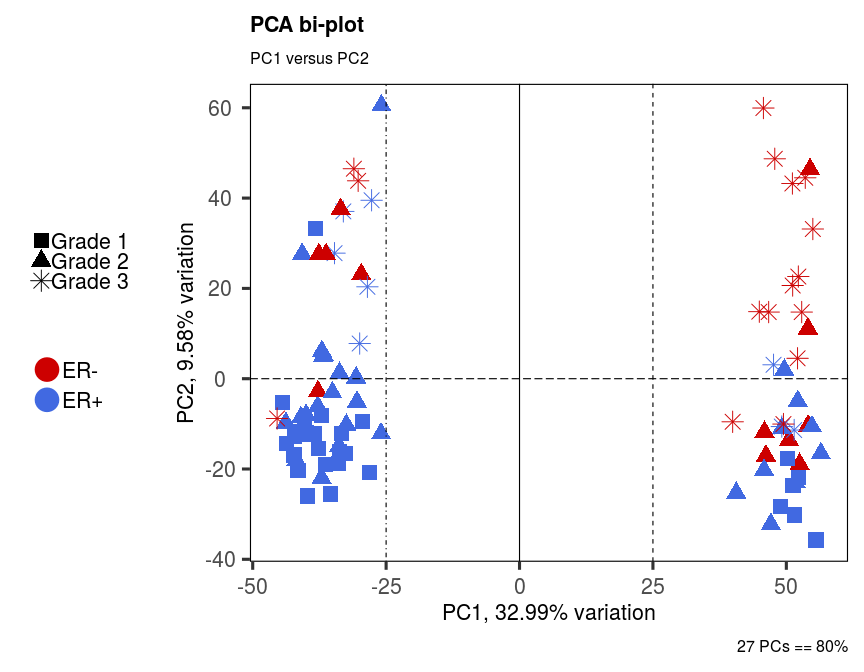 PCA bi-plot
PC1 versus PC2
Grade 1
Grade 2
Grade 3
ER-
ER+
PC2, 9.58% variation
60
40
20
0
-20
-40
-50
-25
0
25
50
PC1, 32.99% variation
27 PCs == 80%